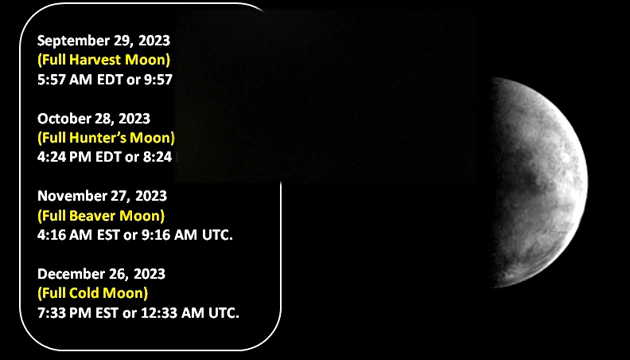 September 29, 2023
(Full Harvest Moon)
5:57 AM EDT or 9:57
October 28, 2023
(Full Hunter's Moon)
4:24 PM EDT or 8:24
November 27, 2023
(Full Beaver Moon)
4:16 AM EST or 9:16 AM UTC.
December 26, 2023
(Full Cold Moon)
7:33 PM EST or 12:33 AM UTC.